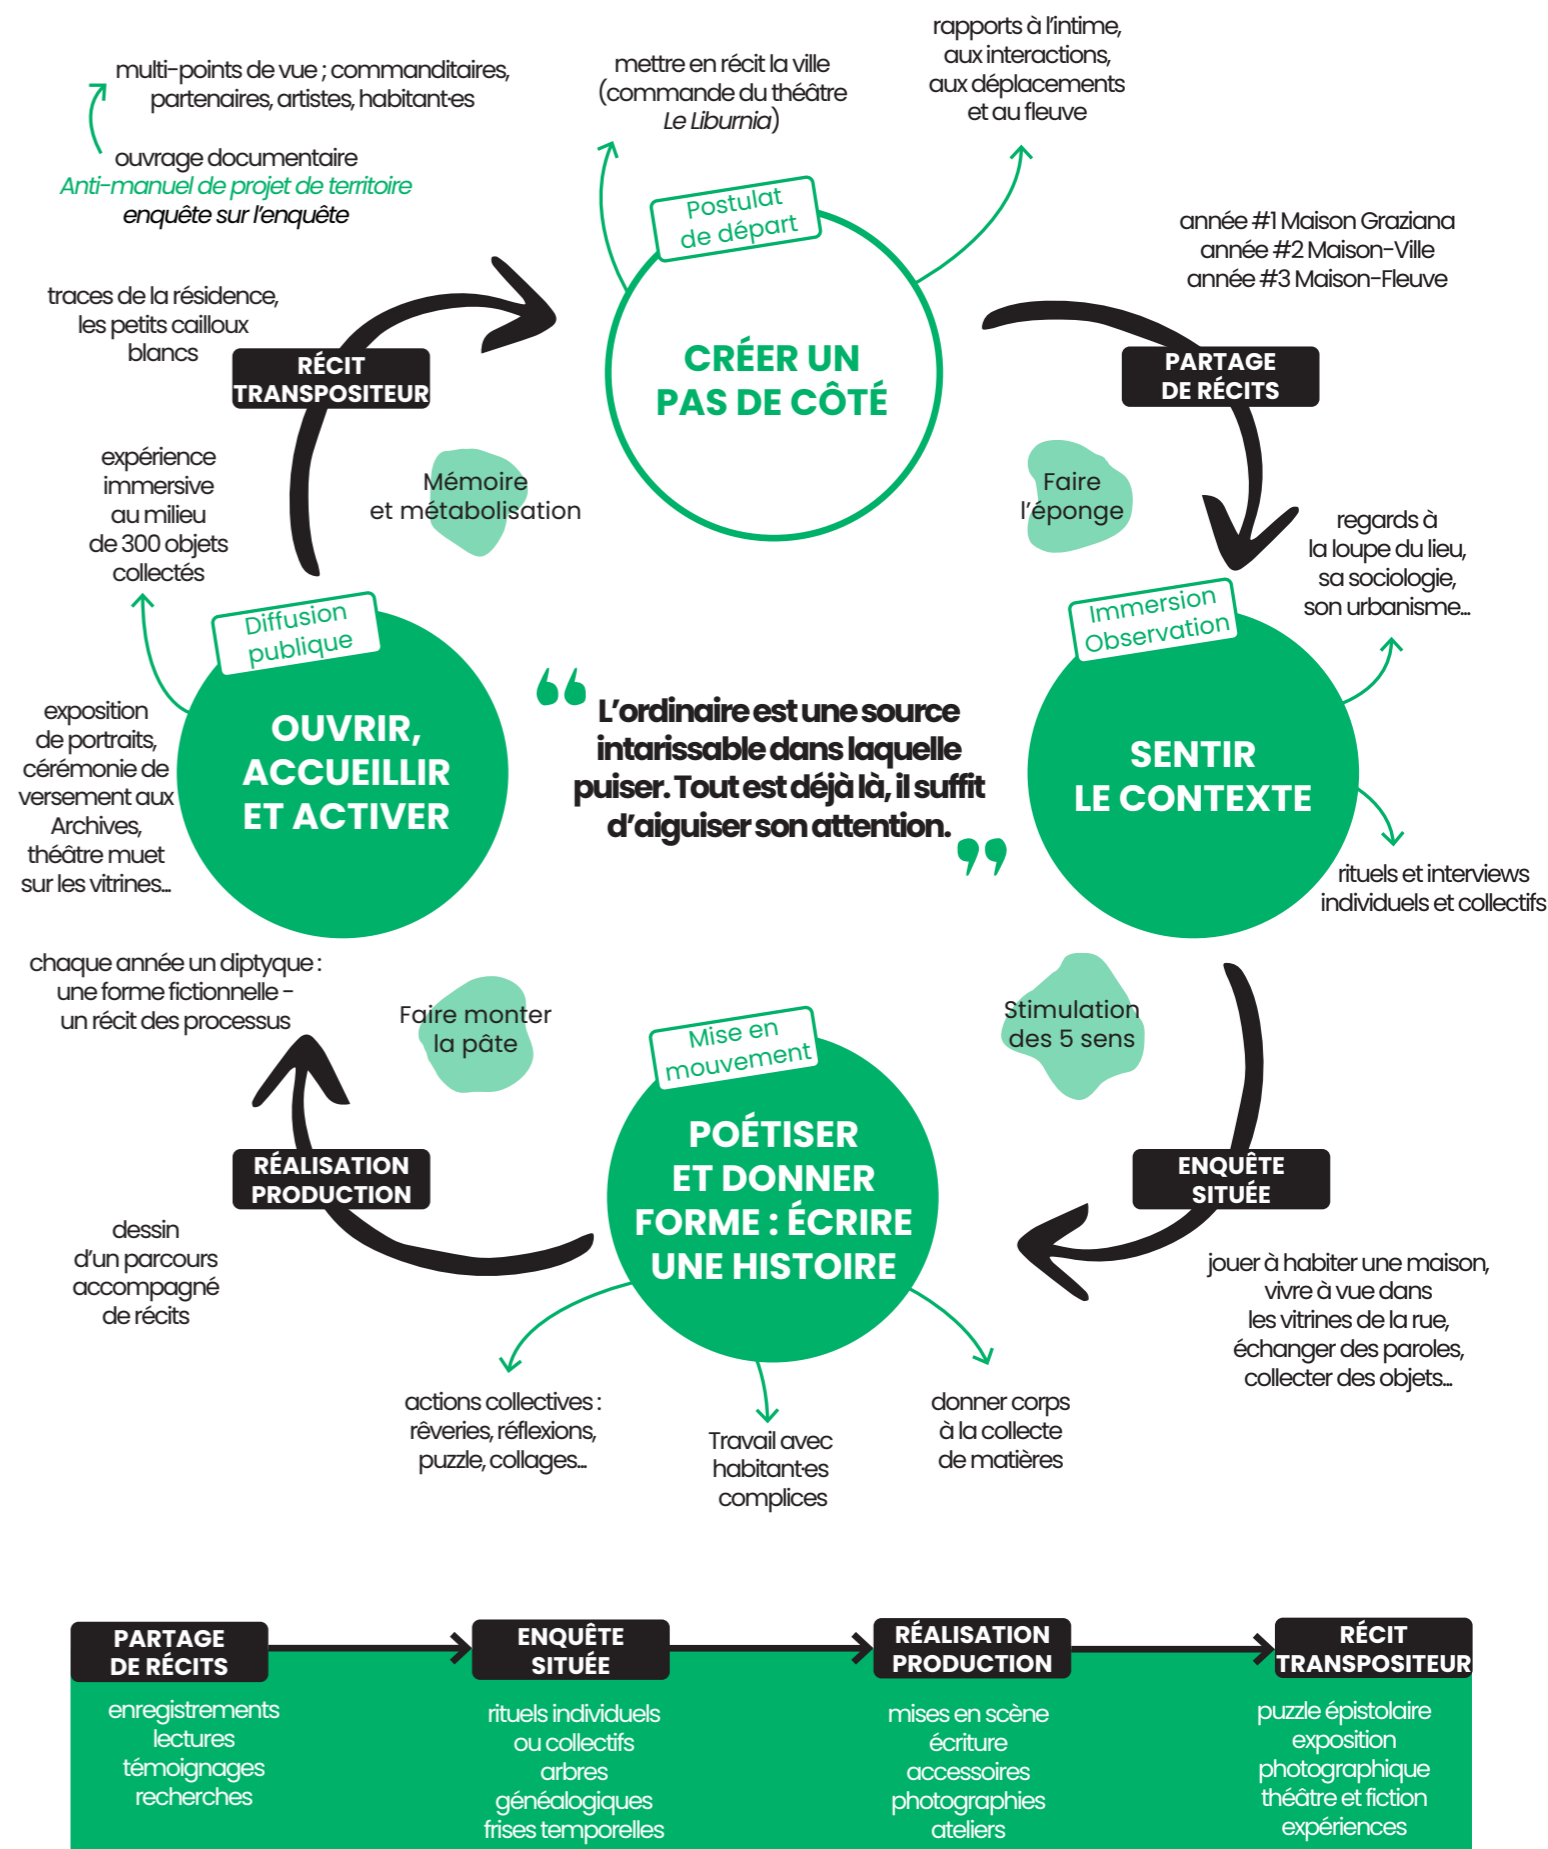 multi-points de vue ; commanditaires,
partenaires, artistes, habitant·es
ouvrage documentaire
Anti-manuel de projet de territoire
enquête sur l'enquête
mettre en récit la ville
(commande du théâtre
Le Liburnia)
rapports à l'intime,
aux interactions,
aux déplacements
et au fleuve
Postulat
de départ
CRÉER UN
PAS DE CÔTÉ
année #1 Maison Graziana
année #2 Maison-Ville
année #3 Maison-Fleuve
PARTAGE
DE RÉCITS
Faire
l'éponge
regards à
la loupe du lieu,
sa sociologie,
son urbanisme...
Immersion
Observation
SENTIR
LE CONTEXTE
rituels et interviews
individuels et collectifs
Stimulation
des 5 sens
ENQUÊTE
SITUÉE
jouer à habiter une maison,
vivre à vue dans
les vitrines de la rue,
échanger des paroles,
collecter des objets...
Mise en
mouvement
POÉTISER
ET DONNER
FORME : ÉCRIRE
UNE HISTOIRE
actions collectives :
rêveries, réflexions,
puzzle, collages...
Travail avec
habitant·es
complices
donner corps
à la collecte
de matières
Faire monter
la pâte
RÉALISATION
PRODUCTION
dessin
d'un parcours
accompagné
de récits
chaque année un diptyque :
une forme fictionnelle -
un récit des processus
Diffusion
publique
OUVRIR,
ACCUEILLIR
ET ACTIVER
exposition
de portraits,
cérémonie de
versement aux
Archives,
théâtre muet
sur les vitrines...
expérience
immersive
au milieu
de 300 objets
collectés
Mémoire
et métabolisation
RÉCIT
TRANSPOSITEUR
traces de la résidence,
les petits cailloux
blancs
“ L'ordinaire est une source
intarissable dans laquelle
puiser. Tout est déjà là, il suffit
d'aiguiser son attention. ”
PARTAGE
DE RÉCITS
enregistrements
lectures
témoignages
recherches
ENQUÊTE
SITUÉE
rituels individuels
ou collectifs
arbres
généalogiques
frises temporelles
RÉALISATION
PRODUCTION
mises en scène
écriture
accessoires
photographies
ateliers
RÉCIT
TRANSPOSITEUR
puzzle épistolaire
exposition
photographique
théâtre et fiction
expériences